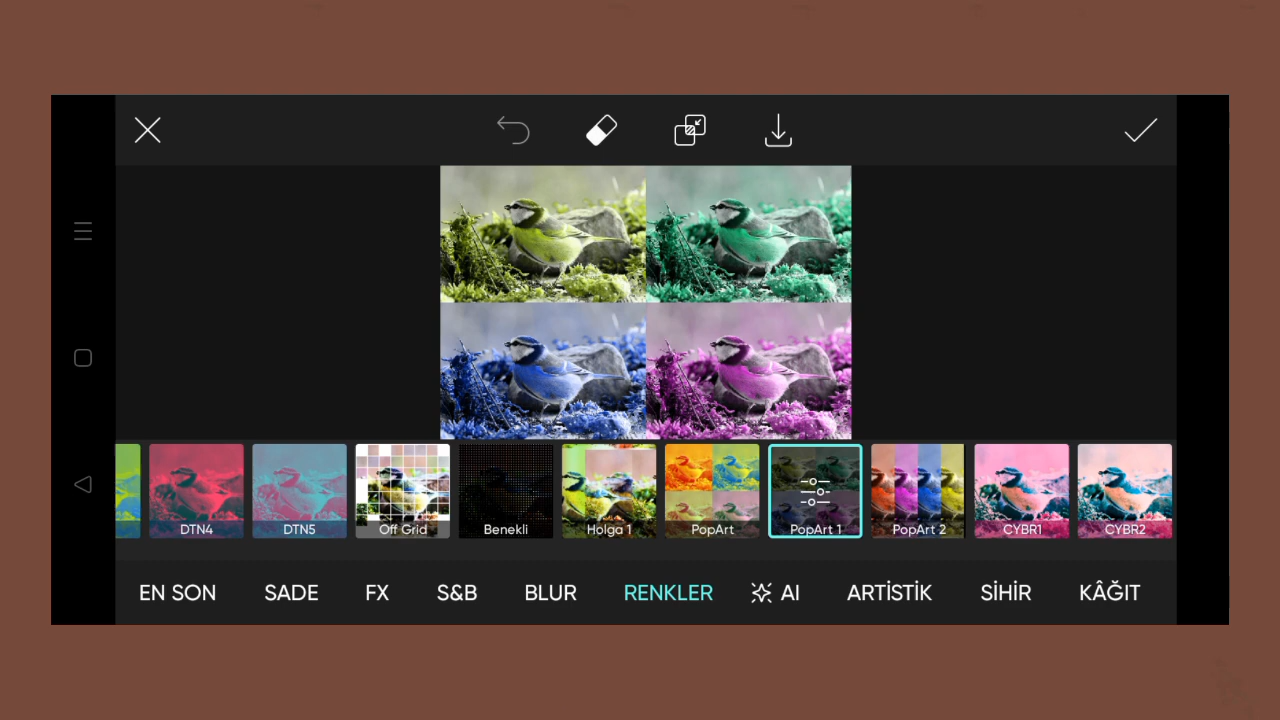 DTN4 DTN5 Off Grid Benekli Holga 1 PopArt PopArt 1 PopArt 2 CYBR1 CYBR2
EN SON SADE FX S&B BLUR RENKLER AI ARTİSTİK SİHİR KÂĞIT